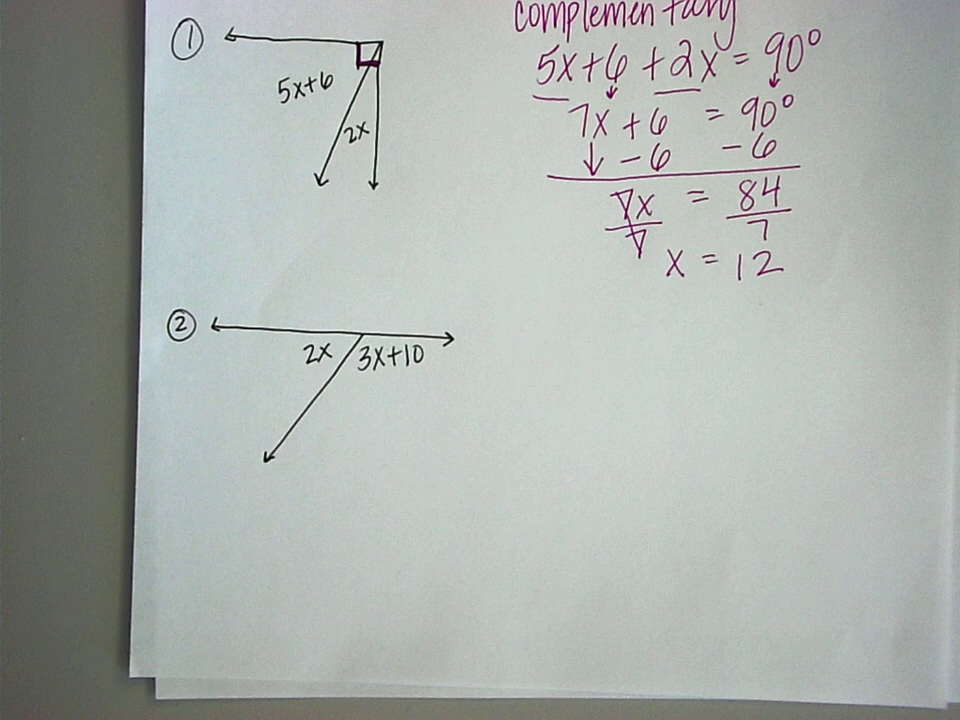 ① 
5x+6
2x
complementary
5x+6 +2x = 90°
7x +6 = 90°
-6 -6
7x = 84
7 7
x = 12
②
2x 3x+10